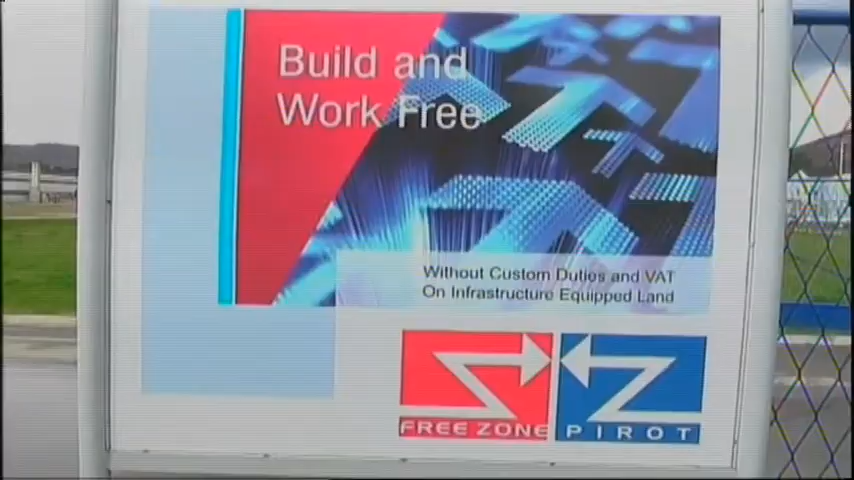 Build and
Work Free
Without Custom Duties and VAT
On Infrastructure Equipped Land
FREE ZONE
PIROT